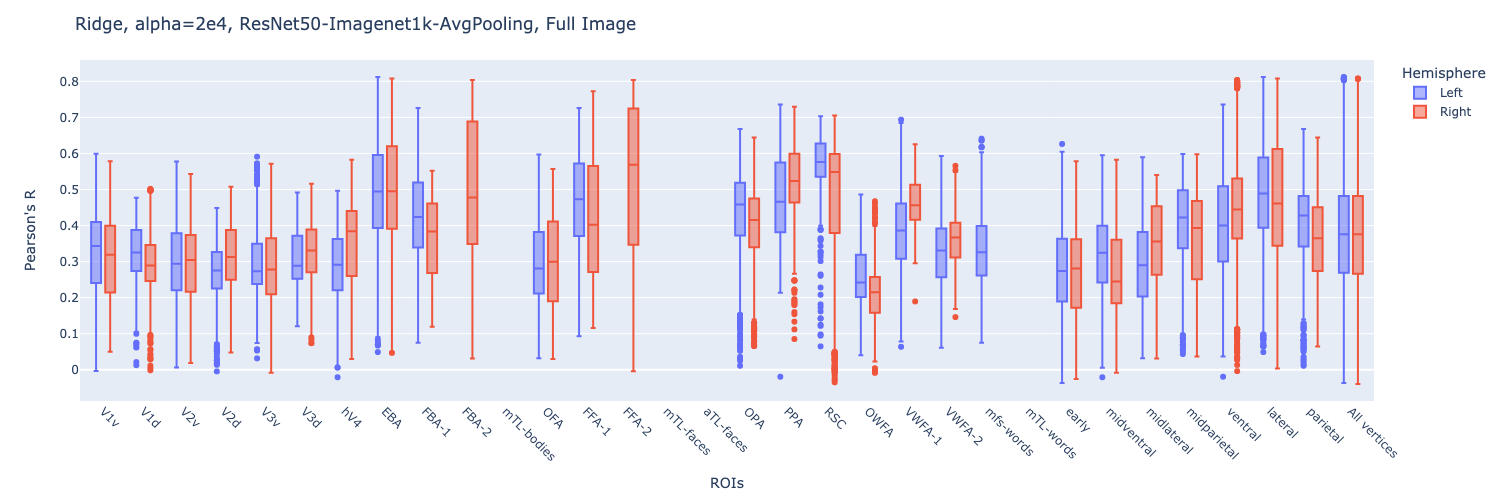 Ridge, alpha=2e4, ResNet50-Imagenet1k-AvgPooling, Full Image
Hemisphere
Left
Right
Pearson's R
0.8
0.7
0.6
0.5
0.4
0.3
0.2
0.1
0
V1v
V1d
V2v
V2d
V3v
V3d
hV4
EBA
FBA-1
FBA-2
mTL-bodies
OFA
FFA-1
FFA-2
mTL-faces
aTL-faces
OPA
PPA
RSC
OWFA
VWFA-1
VWFA-2
mfs-words
mTL-words
early
midventral
midlateral
midparietal
ventral
lateral
parietal
All vertices
ROIs